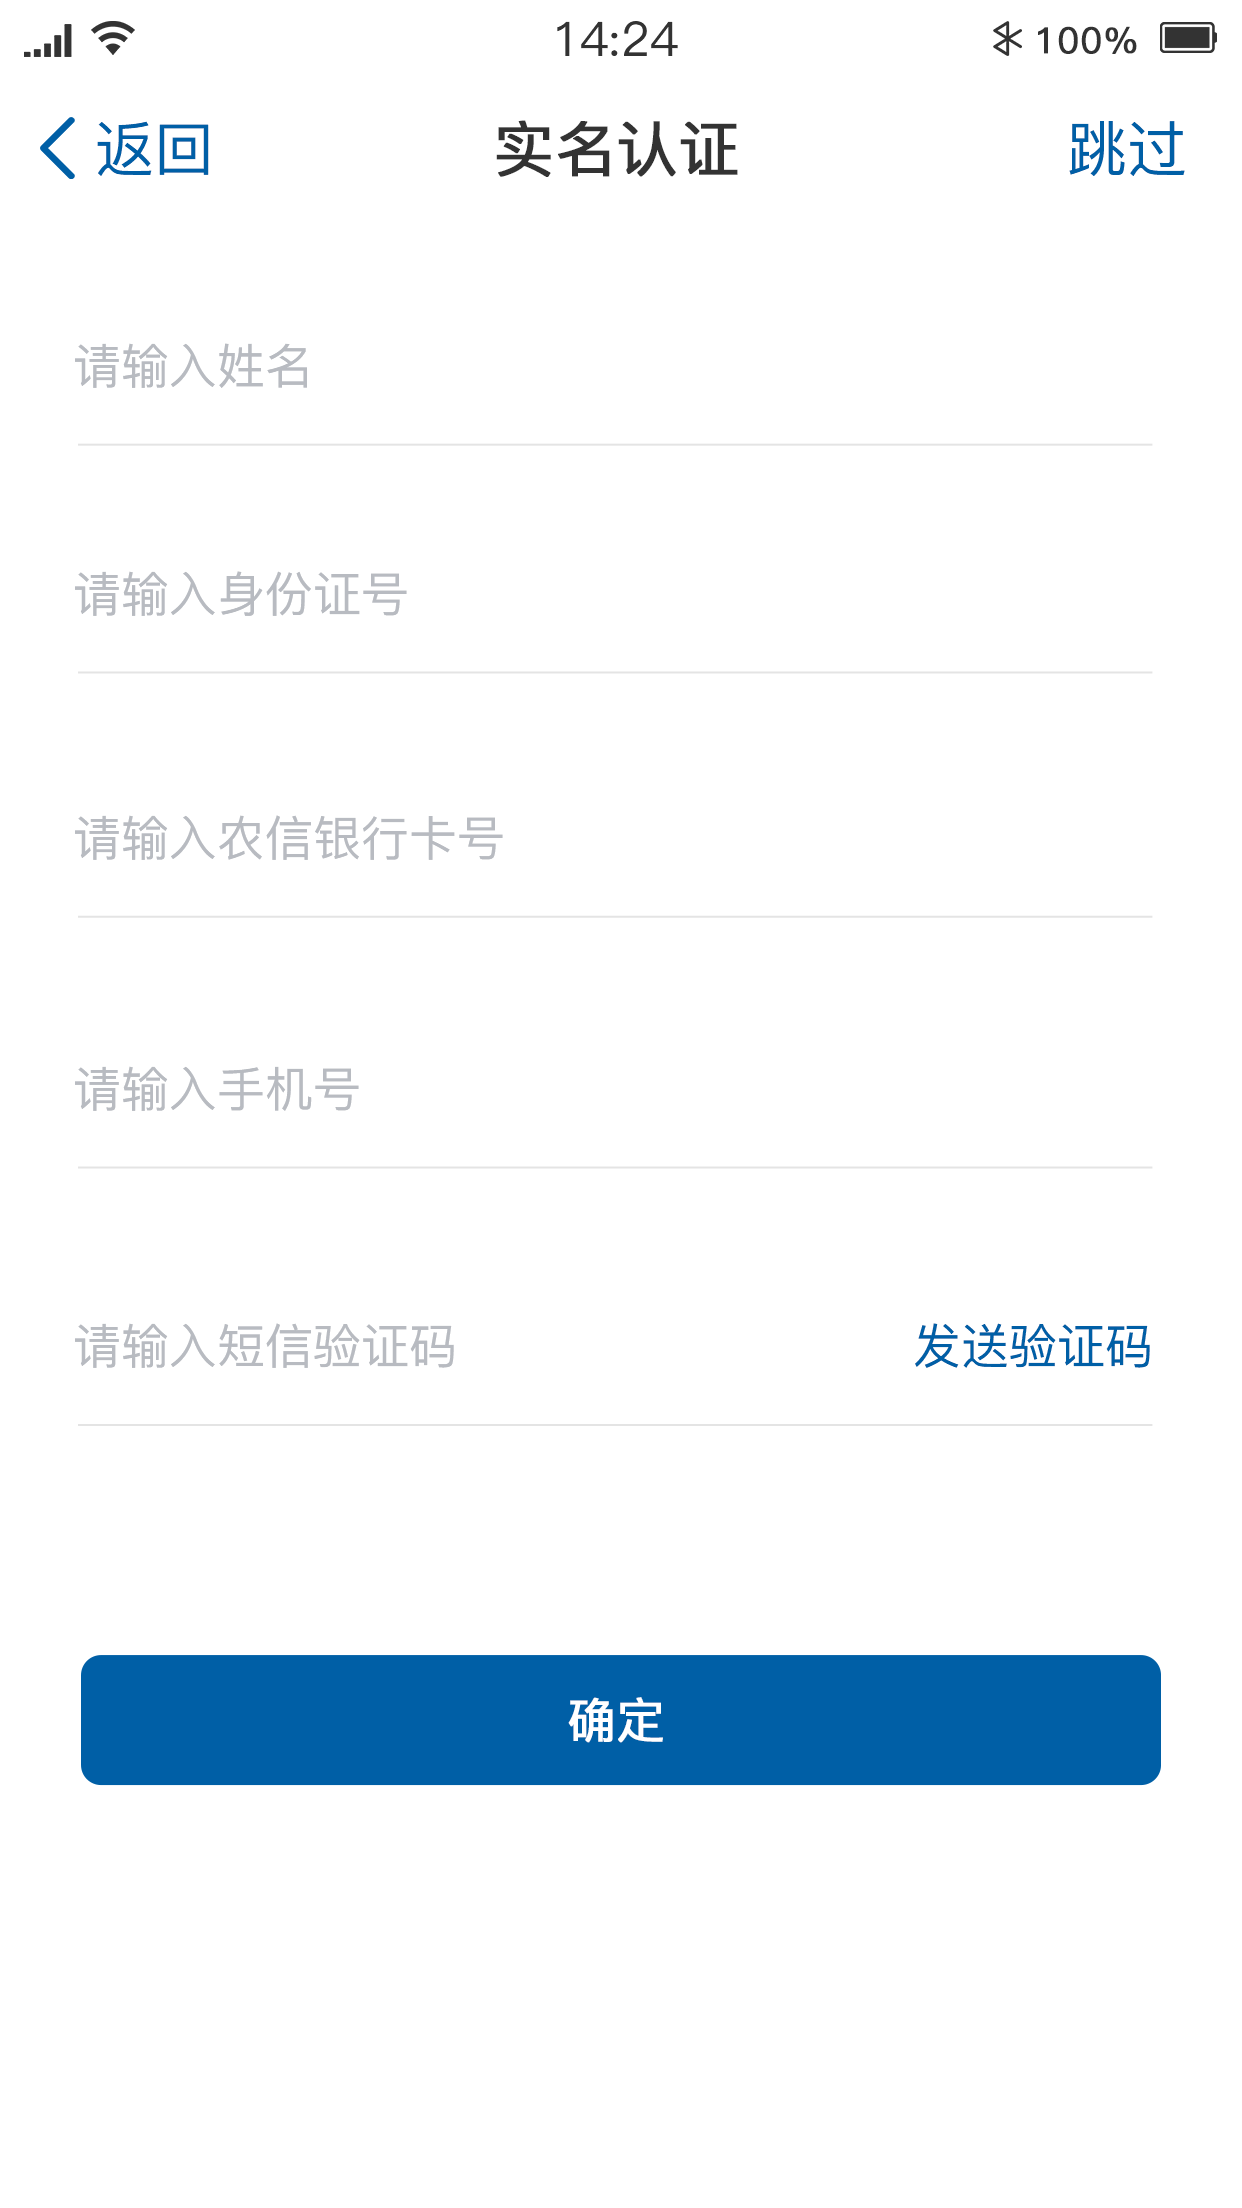 14:24 100%
返回 实名认证 跳过
请输入姓名
请输入身份证号
请输入农信银行卡号
请输入手机号
请输入短信验证码 发送验证码
确定